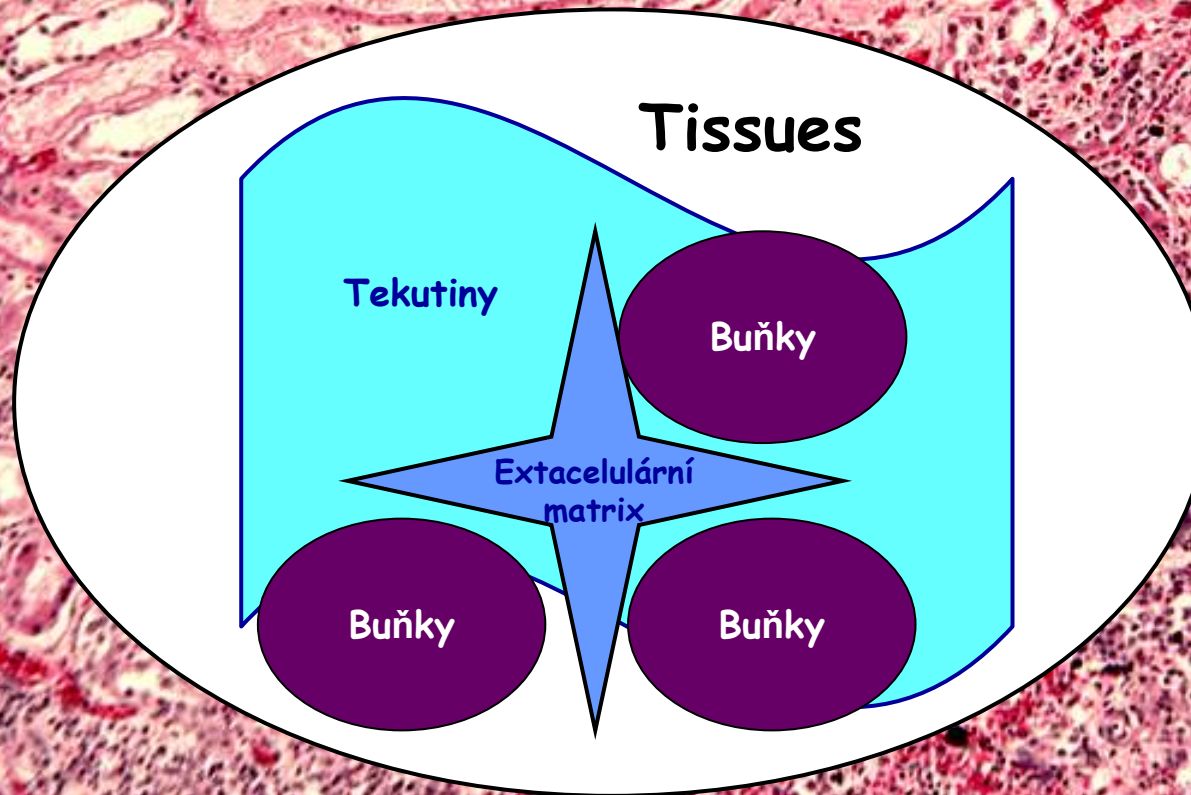 Tissues
Tekutiny
Buňky
Extacelulární
matrix
Buňky
Buňky